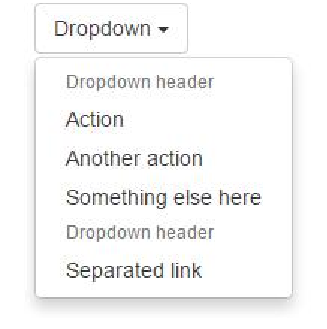 Dropdown
Dropdown header
Action
Another action
Something else here
Dropdown header
Separated link